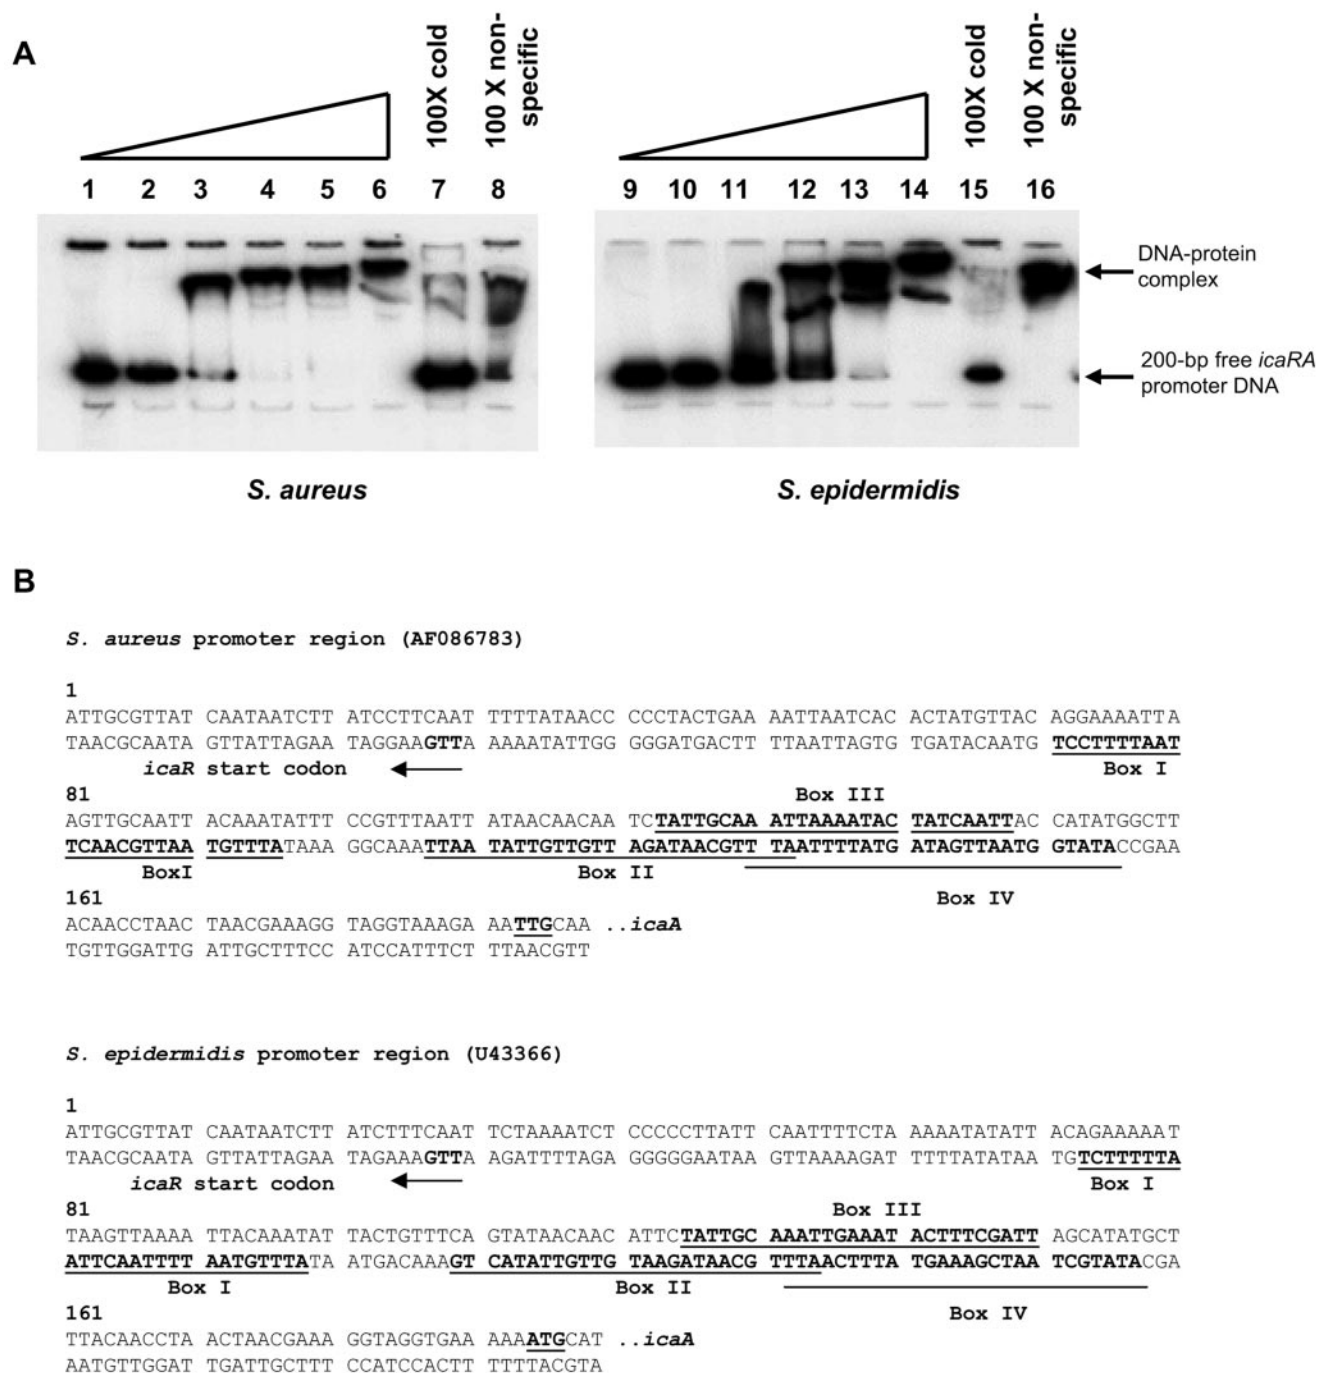 A
100X cold
100 X non-specific
100X cold
100 X non-specific
1 2 3 4 5 6 7 8 9 10 11 12 13 14 15 16
DNA-protein
complex
200-bp free icaRA
promoter DNA
S. aureus S. epidermidis
B
S. aureus promoter region (AF086783)
1
ATTGCGTTAT CAATAATCTT ATCCTTCAAT TTTTATAACC CCCTACTGAA AATTAATCAC ACTATGTTAC AGGAAAATTA
TAACGCAATA GTTATTAGAA TAGGAAGTTA AAAATATTGG GGGATGACTT TTAATTAGTG TGATACAATG TCCTTTTAAT
icaR start codon Box I
81 Box III
AGTTGCAATT ACAAATATTT CCGTTTAATT ATAACAACAA TCTATTGCAA ATTAAAATAC TATCAATTAC CATATGGCTT
TCAACGTTAA TGTTTATAAA GGCAAATTAA TATTGTTGTT AGATAACGTT TAATTTTATG ATAGTTAATG GTATACCGAA
BoxI Box II Box IV
161
ACAACCTAAC TAACGAAAGG TAGGTAAAGA AATTGCAA ..icaA
TGTTGGATTG ATTGCTTTCC ATCCATTTCT TTAACGTT
S. epidermidis promoter region (U43366)
1
ATTGCGTTAT CAATAATCTT ATCTTTCAAT TCTAAAATCT CCCCCTTATT CAATTTTCTA AAAATATATT ACAGAAAAAT
TAACGCAATA GTTATTAGAA TAGAAAGTTA AGATTTTAGA GGGGGAATAA GTTAAAAGAT TTTTATATAA TGTCTTTTTA
icaR start codon Box I
81 Box III
TAAGTTAAAA TTACAAATAT TACTGTTTCA GTATAACAAC ATTCTATTGC AAATTGAAAT ACTTTCGATT AGCATATGCT
ATTCAATTTT AATGTTTATA ATGACAAAGT CATATTGTTG TAAGATAACG TTTAACTTTA TGAAAGCTAA TCGTATACGA
Box I Box II Box IV
161
TTACAACCTA ACTAACGAAA GGTAGGTGAA AAAATGCAT ..icaA
AATGTTGGAT TGATTGCTTT CCATCCACTT TTTTACGTA